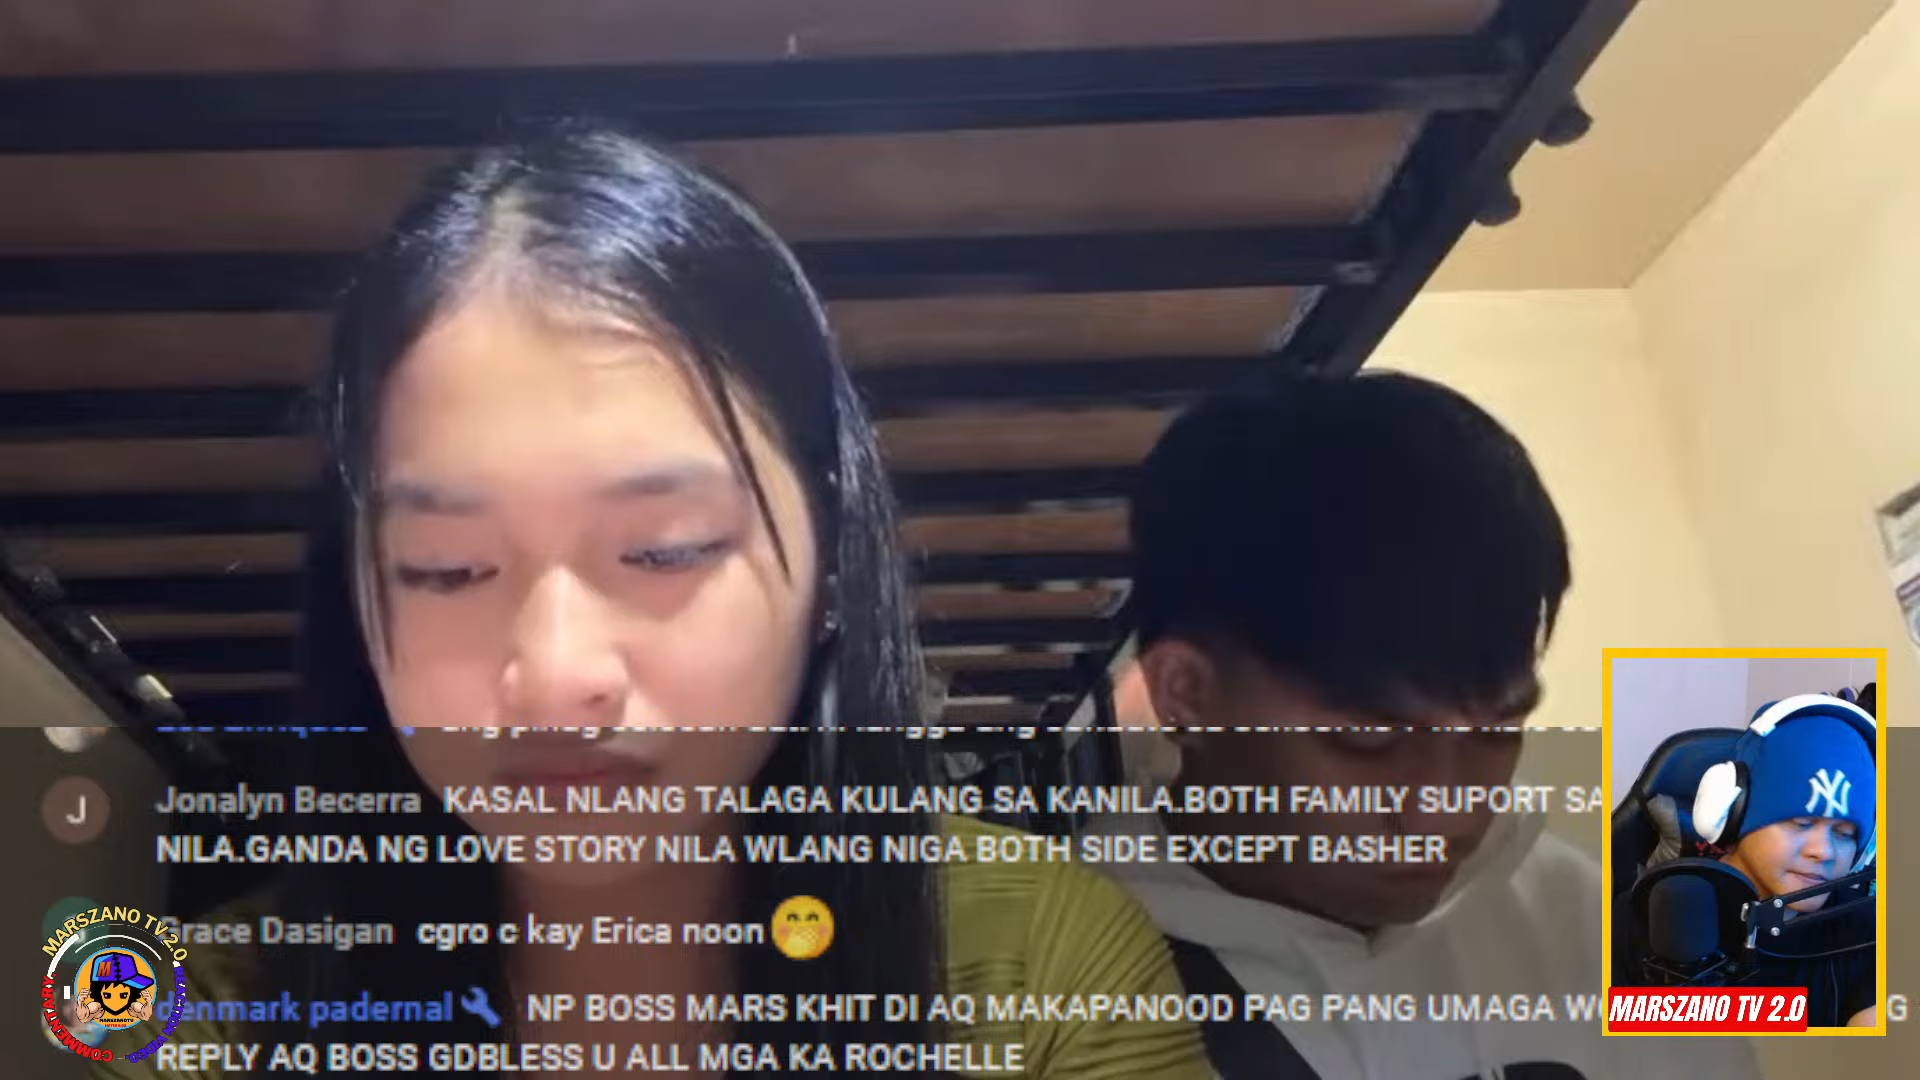 J
Jonalyn Becerra KASAL NLANG TALAGA KULANG SA KANILA.BOTH FAMILY SUPORT SA
NILA.GANDA NG LOVE STORY NILA WLANG NIGA BOTH SIDE EXCEPT BASHER
Grace Dasigan cgro c kay Erica noon
denmark padernal NP BOSS MARS KHIT DI AQ MAKAPANOOD PAG PANG UMAGA
REPLY AQ BOSS GDBLESS U ALL MGA KA ROCHELLE
MARSZANO TV 2.0
COMMENTARY
M
MARSZANOTV
NY
MARSZANO TV 2.0